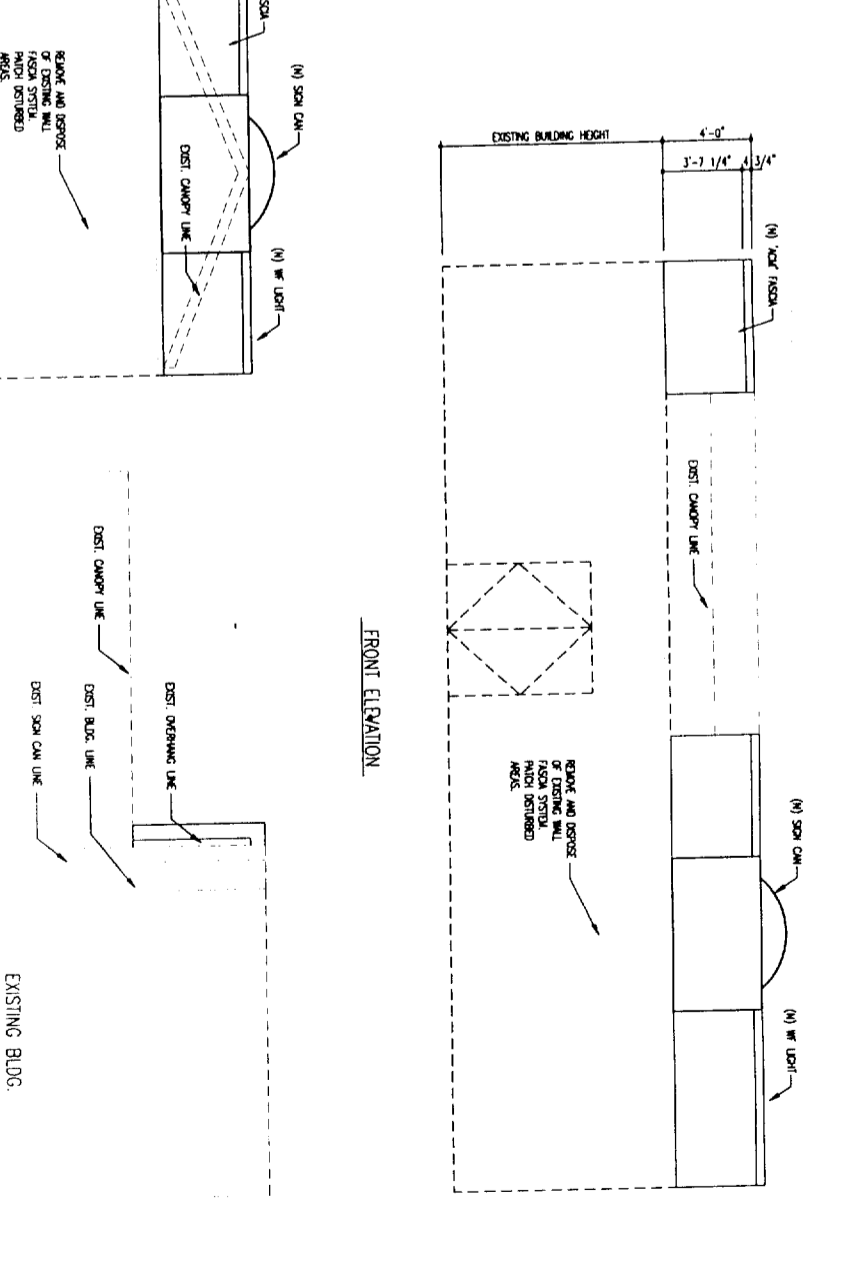 EXISTING BUILDING HEIGHT
4'-0"
3'-7 1/4"
4 3/4"
(N) 'ACM' FASCIA
EXIST. CANOPY LINE
REMOVE AND DISPOSE
OF EXISTING WALL
FASCIA SYSTEM.
PATCH DISTURBED
AREAS.
(N) SIGN CAN
(N) WF LIGHT
FRONT ELEVATION
(N) SIGN CAN
(N) WF LIGHT
EXIST. CANOPY LINE
REMOVE AND DISPOSE
OF EXISTING WALL
FASCIA SYSTEM.
PATCH DISTURBED
AREAS.
EXIST. CANOPY LINE
EXIST. OVERHANG LINE
EXIST. BLDG. LINE
EXIST. SIGN CAN LINE
EXISTING BLDG.